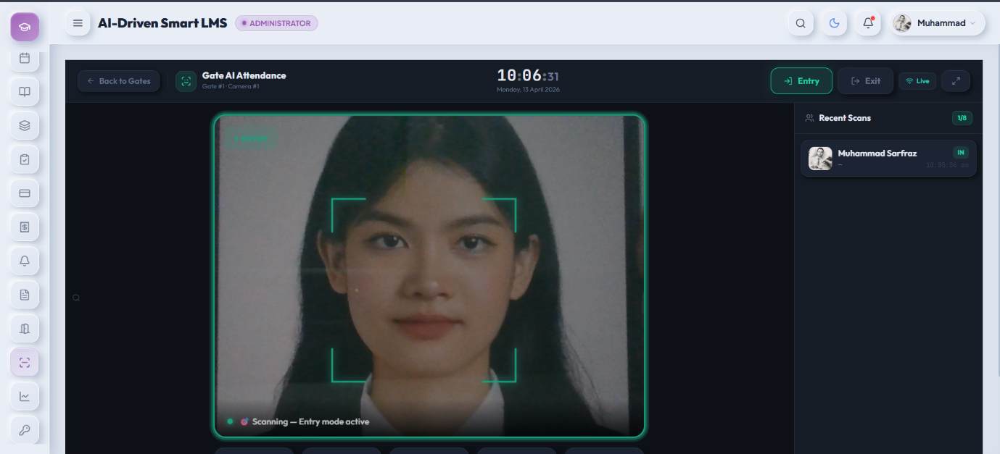 AI-Driven Smart LMS
ADMINISTRATOR
Muhammad
Back to Gates
Gate AI Attendance
Gate #1 · Camera #1
10:06:31
Monday, 13 April 2026
Entry
Exit
Live
ENTRY
Recent Scans
1/8
Muhammad Sarfraz
IN
—
10:05:06 am
Scanning — Entry mode active